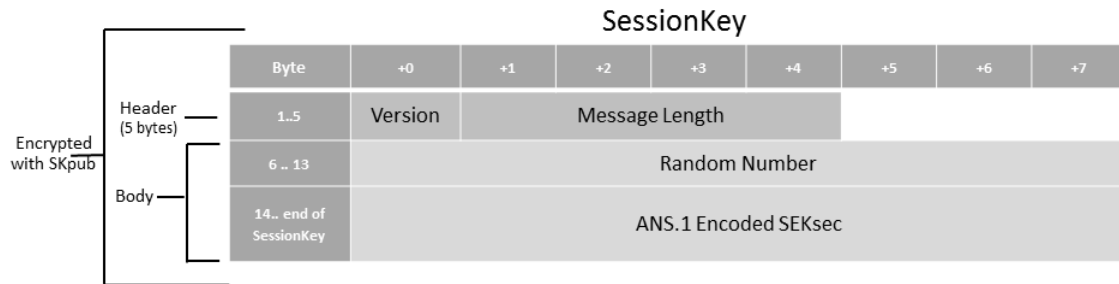 SessionKey
Byte +0 +1 +2 +3 +4 +5 +6 +7
Header
(5 bytes)
1..5 Version Message Length
Encrypted
with SKpub
6 .. 13 Random Number
Body
14.. end of
SessionKey
ANS.1 Encoded SEKsec